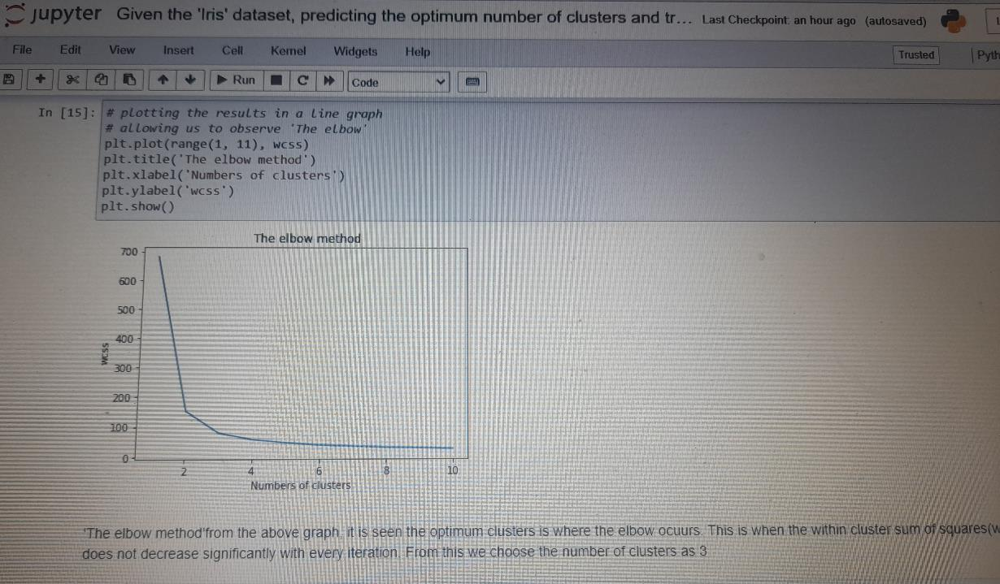 jupyter Given the 'Iris' dataset, predicting the optimum number of clusters and tr... Last Checkpoint: an hour ago (autosaved)
File Edit View Insert Cell Kernel Widgets Help Trusted
Run Code
In [15]: # plotting the results in a line graph
# allowing us to observe 'The elbow'
plt.plot(range(1, 11), wcss)
plt.title('The elbow method')
plt.xlabel('Numbers of clusters')
plt.ylabel('wcss')
plt.show()
The elbow method
700
600
500
400
300
200
100
0
wcss
2 4 6 8 10
Numbers of clusters
'The elbow method'from the above graph, it is seen the optimum clusters is where the elbow ocuurs. This is when the within cluster sum of squares(
does not decrease significantly with every iteration. From this we choose the number of clusters as 3